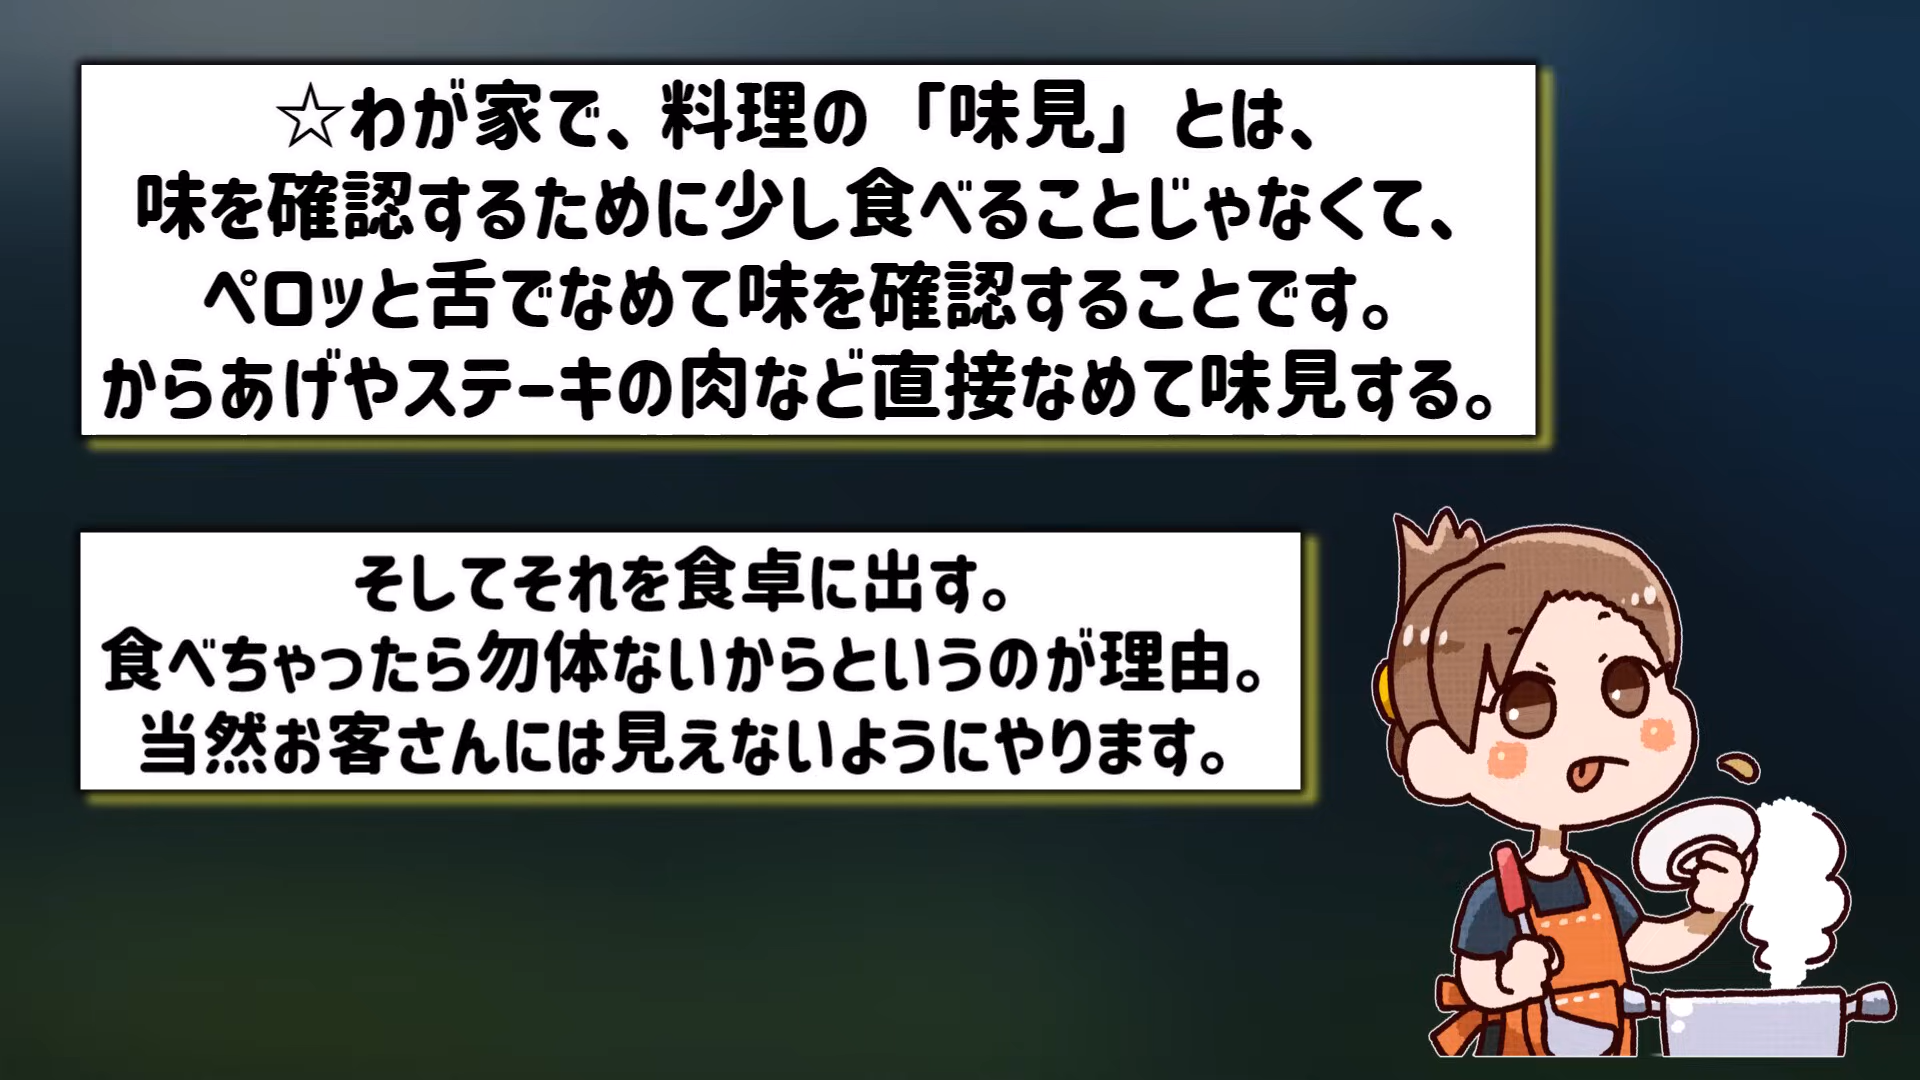 ☆わが家で、料理の「味見」とは、
味を確認するために少し食べることじゃなくて、
ペロッと舌でなめて味を確認することです。
からあげやステーキの肉など直接なめて味見する。
そしてそれを食卓に出す。
食べちゃったら勿体ないからというのが理由。
当然お客さんには見えないようにやります。